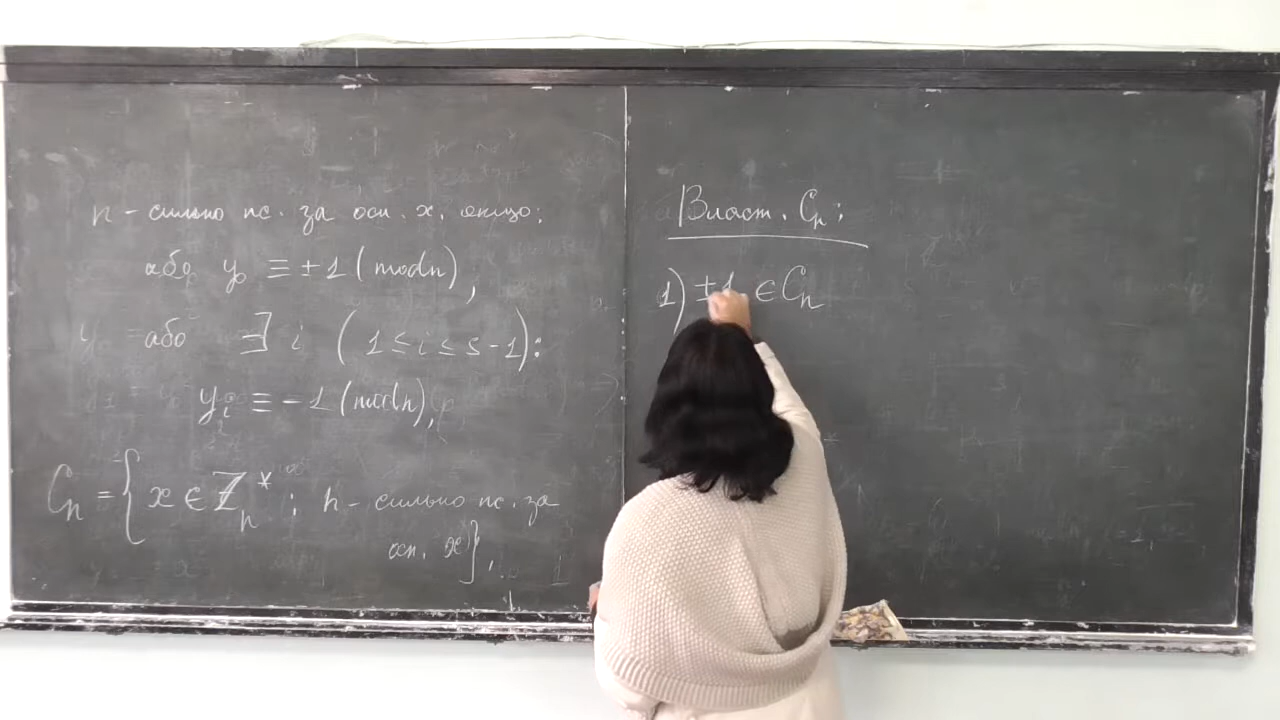 n - сильно пс. за осн. x, якщо:
або y₀ ≡ ± 1 (mod n),
або ∃ i (1 ≤ i ≤ s - 1):
yᵢ ≡ - 1 (mod n),
Cₙ = { x ∈ ℤₙ* ; n - сильно пс. за
осн. x }.
Власт. Cₙ:
1) ±1 ∈ Cₙ